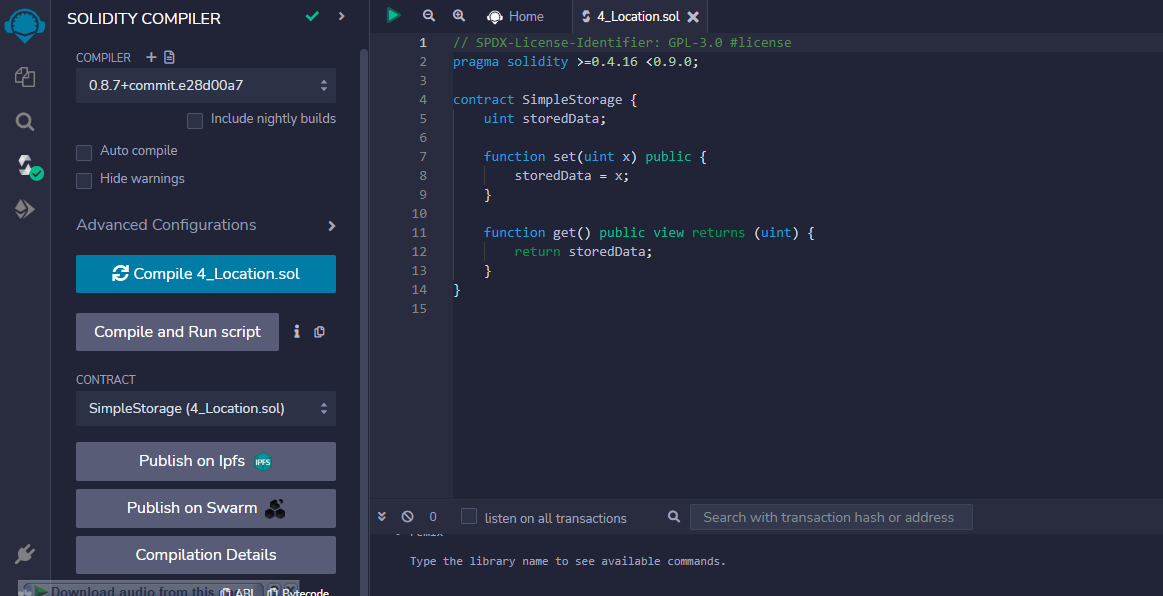 SOLIDITY COMPILER
COMPILER
0.8.7+commit.e28d00a7
Include nightly builds
Auto compile
Hide warnings
Advanced Configurations
Compile 4_Location.sol
Compile and Run script
CONTRACT
SimpleStorage (4_Location.sol)
Publish on Ipfs IPFS
Publish on Swarm
Compilation Details
Download audio from this
ABI Bytecode
Home 4_Location.sol
1 // SPDX-License-Identifier: GPL-3.0 #license
2 pragma solidity >=0.4.16 <0.9.0;
3
4 contract SimpleStorage {
5 uint storedData;
6
7 function set(uint x) public {
8 storedData = x;
9 }
10
11 function get() public view returns (uint) {
12 return storedData;
13 }
14 }
15
0 listen on all transactions Search with transaction hash or address
remix
Type the library name to see available commands.